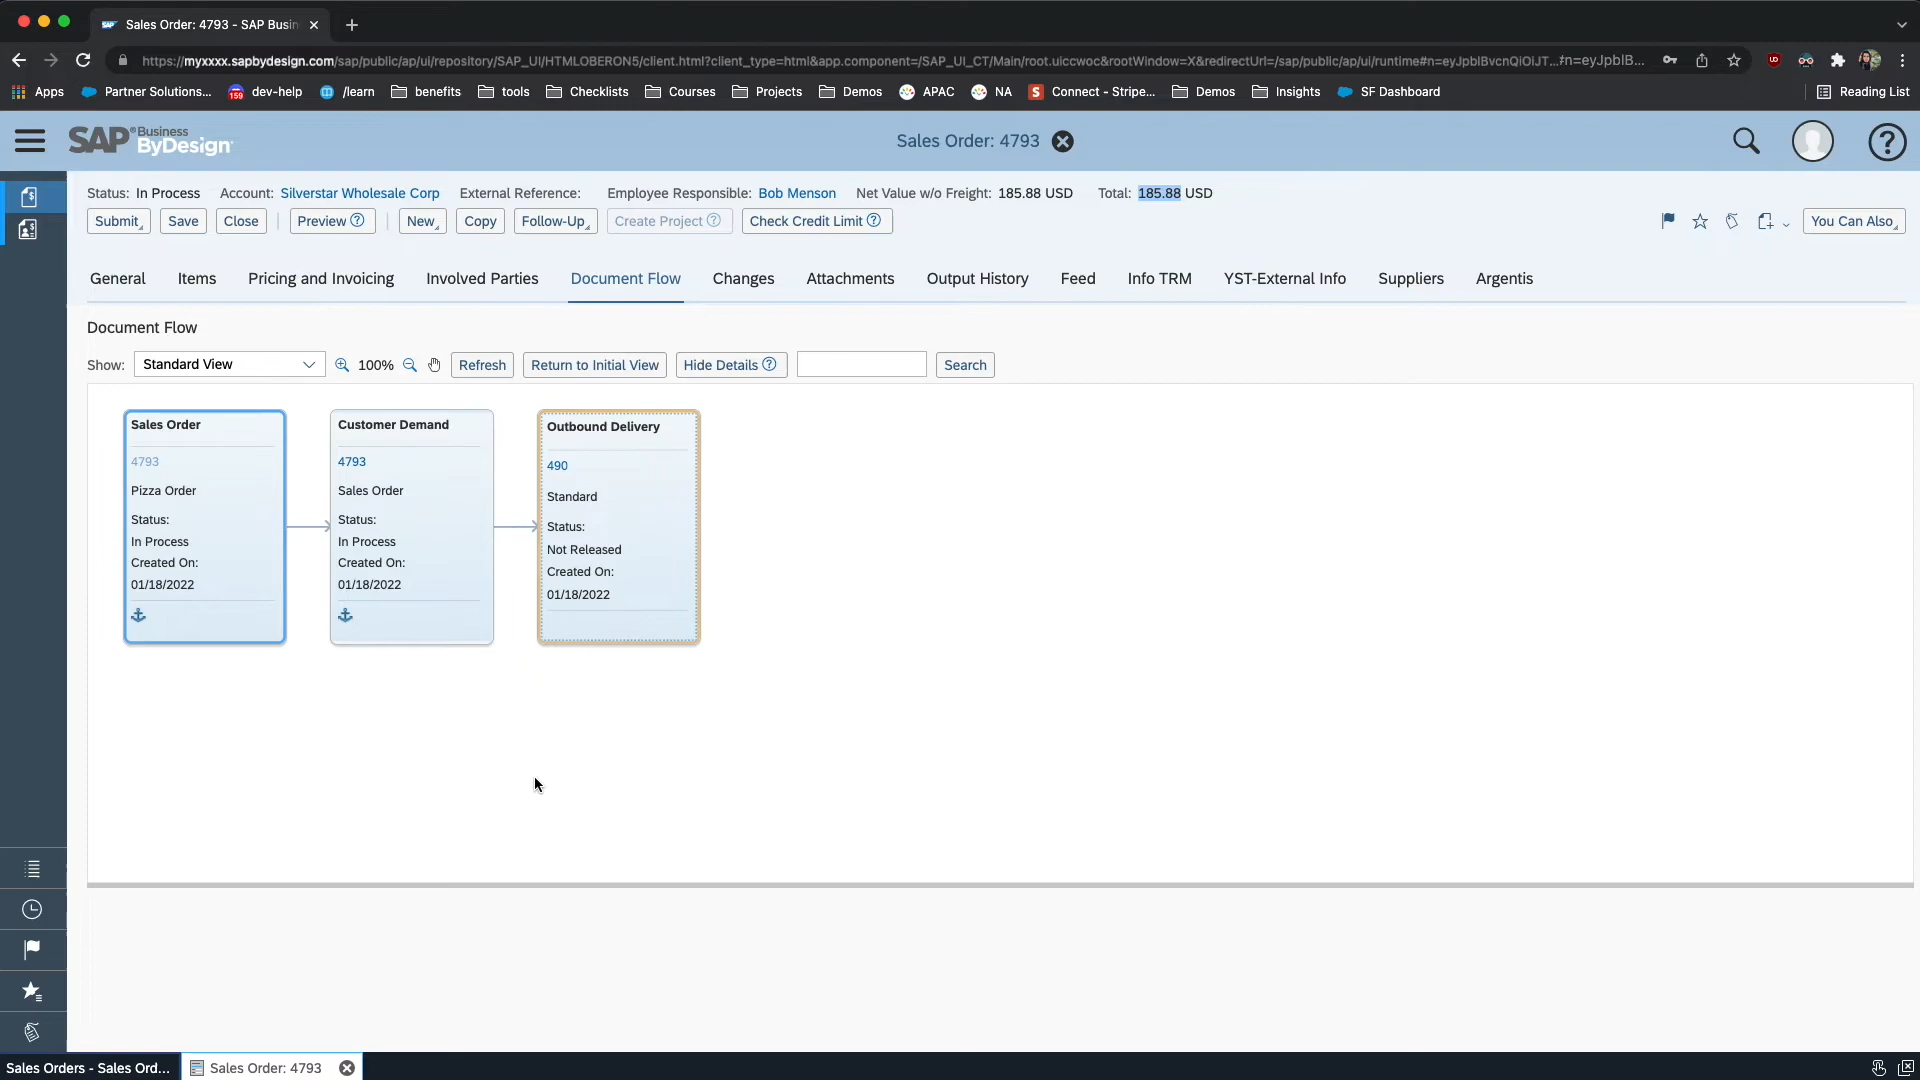 Sales Order: 4793 - SAP Busin
https://myxxxx.sapbydesign.com/sap/public/ap/ui/repository/SAP_UI/HTMLOBERON5/client.html?client_type=html&app.component=/SAP_UI_CT/Main/root.uiccwoc&rootWindow=X&redirectUrl=/sap/public/ap/ui/runtime#n=eyJpblBvcnQiOiJT...#n=eyJpblB...
Apps Partner Solutions... dev-help /learn benefits tools Checklists Courses Projects Demos APAC NA Connect - Stripe... Demos Insights SF Dashboard Reading List
159
S
SAP Business ByDesign
Sales Order: 4793
Status: In Process Account: Silverstar Wholesale Corp External Reference: Employee Responsible: Bob Menson Net Value w/o Freight: 185.88 USD Total: 185.88 USD
Submit Save Close Preview New Copy Follow-Up Create Project Check Credit Limit You Can Also
General Items Pricing and Invoicing Involved Parties Document Flow Changes Attachments Output History Feed Info TRM YST-External Info Suppliers Argentis
Document Flow
Show: Standard View 100% Refresh Return to Initial View Hide Details Search
Sales Order
4793
Pizza Order
Status:
In Process
Created On:
01/18/2022
Customer Demand
4793
Sales Order
Status:
In Process
Created On:
01/18/2022
Outbound Delivery
490
Standard
Status:
Not Released
Created On:
01/18/2022
Sales Orders - Sales Ord... Sales Order: 4793